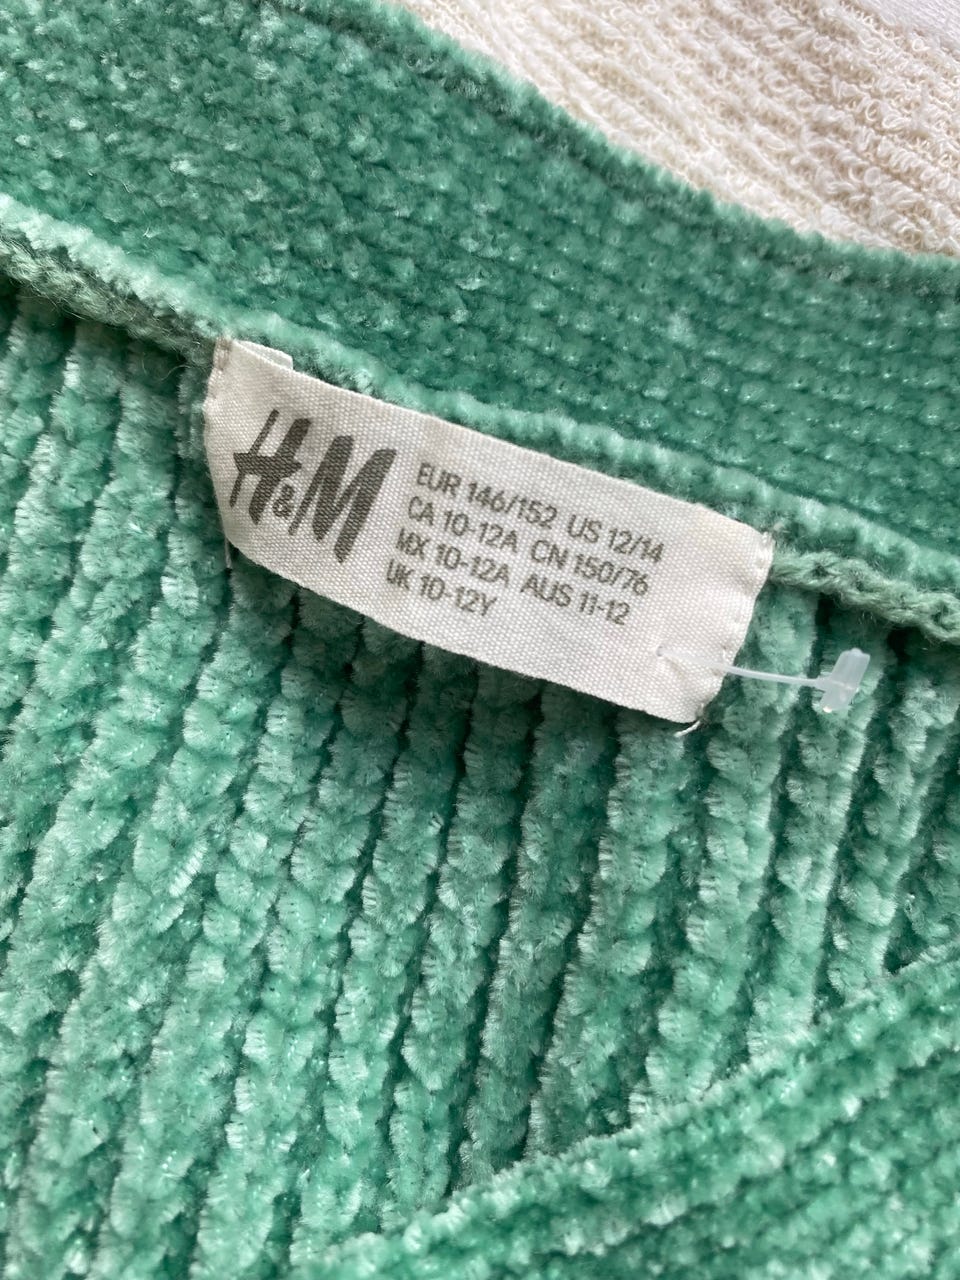 H&M
EUR 146/152 US 12/14
CA 10-12A CN 150/76
MX 10-12A AUS 11-12
UK 10-12Y